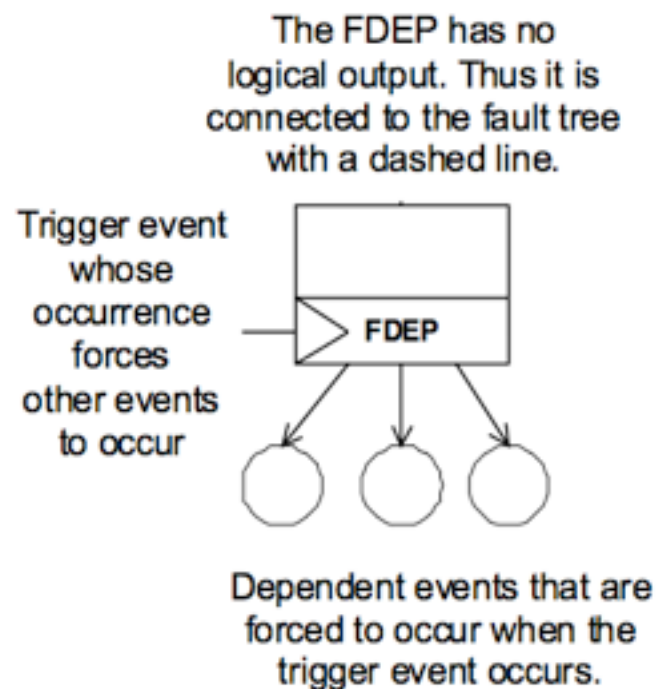 The FDEP has no
logical output. Thus it is
connected to the fault tree
with a dashed line.
Trigger event
whose
occurrence
forces
other events
to occur
FDEP
Dependent events that are
forced to occur when the
trigger event occurs.